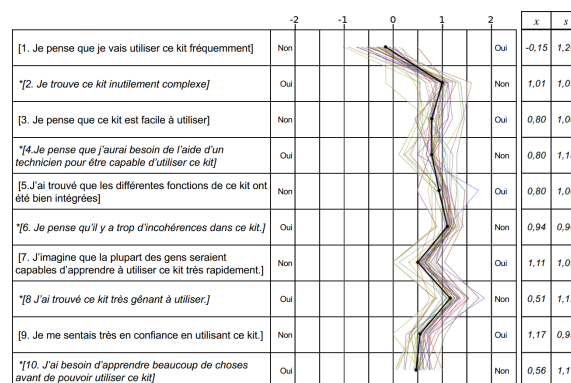 -2 -1 0 1 2 x s
[1. Je pense que je vais utiliser ce kit fréquemment] Non Oui -0,15
*[2. Je trouve ce kit inutilement complexe] Oui Non 1,01
[3. Je pense que ce kit est facile à utiliser] Non Oui 0,80
*[4.Je pense que j'aurai besoin de l'aide d'un
technicien pour être capable d'utiliser ce kit] Oui Non 0,80
[5.J'ai trouvé que les différentes fonctions de ce kit ont
été bien intégrées] Non Oui 0,80
*[6. Je pense qu'il y a trop d'incohérences dans ce kit.] Oui Non 0,94
[7. J'imagine que la plupart des gens seraient
capables d'apprendre à utiliser ce kit très rapidement.] Non Oui 1,11
*[8 J'ai trouvé ce kit très gênant à utiliser.] Oui Non 0,51
[9. Je me sentais très en confiance en utilisant ce kit.] Non Oui 1,17
*[10. J'ai besoin d'apprendre beaucoup de choses
avant de pouvoir utiliser ce kit] Oui Non 0,56